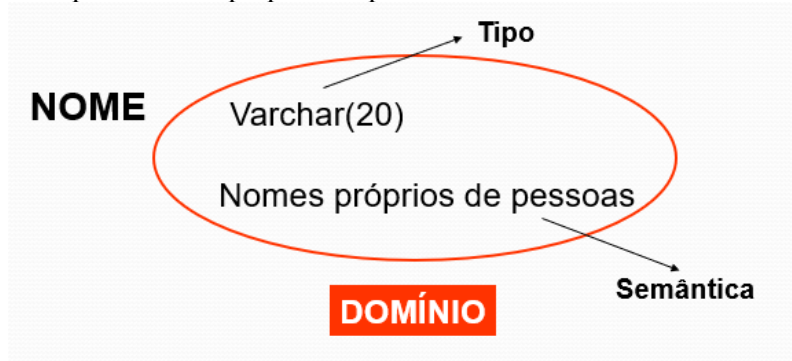 Tipo
NOME
Varchar(20)
Nomes próprios de pessoas
Semântica
DOMÍNIO